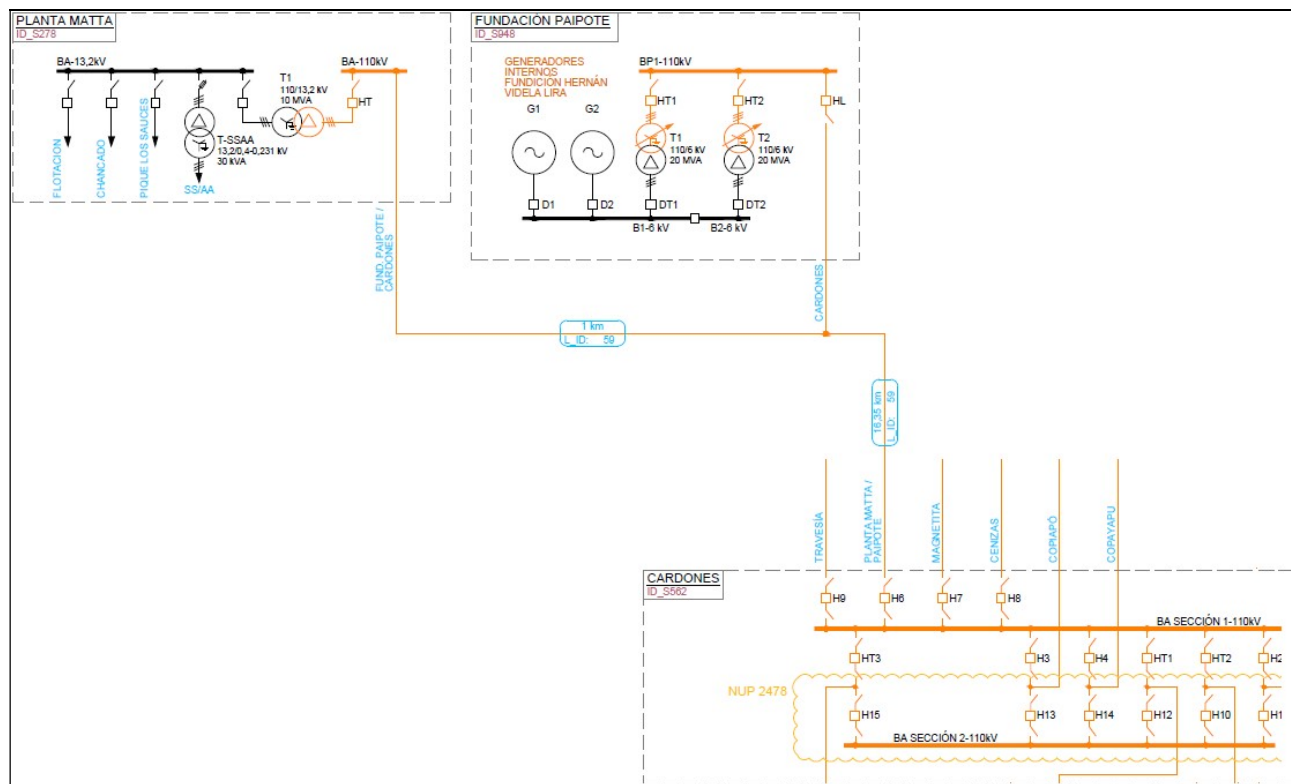 PLANTA MATTA
ID_S278
BA-13,2kV
BA-110kV
T1
110/13,2 kV
10 MVA
HT
T-SSAA
13,2/0,4-0,231 kV
30 kVA
FLOTACION
CHANCADO
PIQUE LOS SAUCES
SS/AA
FUND. PAIPOTE /
CARDONES
FUNDACIÓN PAIPOTE
ID_S948
GENERADORES
INTERNOS
FUNDICIÓN HERNÁN
VIDELA LIRA
G1
G2
BP1-110kV
HT1
HT2
HL
T1
110/6 kV
20 MVA
T2
110/6 kV
20 MVA
D1
D2
DT1
DT2
B1-6 kV
B2-6 kV
CARDONES
1 km
L_ID: 59
16,35 km
L_ID: 59
TRAVESÍA
PLANTA MATTA /
PAIPOTE
MAGNETITA
CENIZAS
COPIAPÓ
COPAYAPU
CARDONES
ID_S562
H9
H6
H7
H8
BA SECCIÓN 1-110kV
HT3
H3
H4
HT1
HT2
NUP 2478
H15
H13
H14
H12
H10
BA SECCIÓN 2-110kV